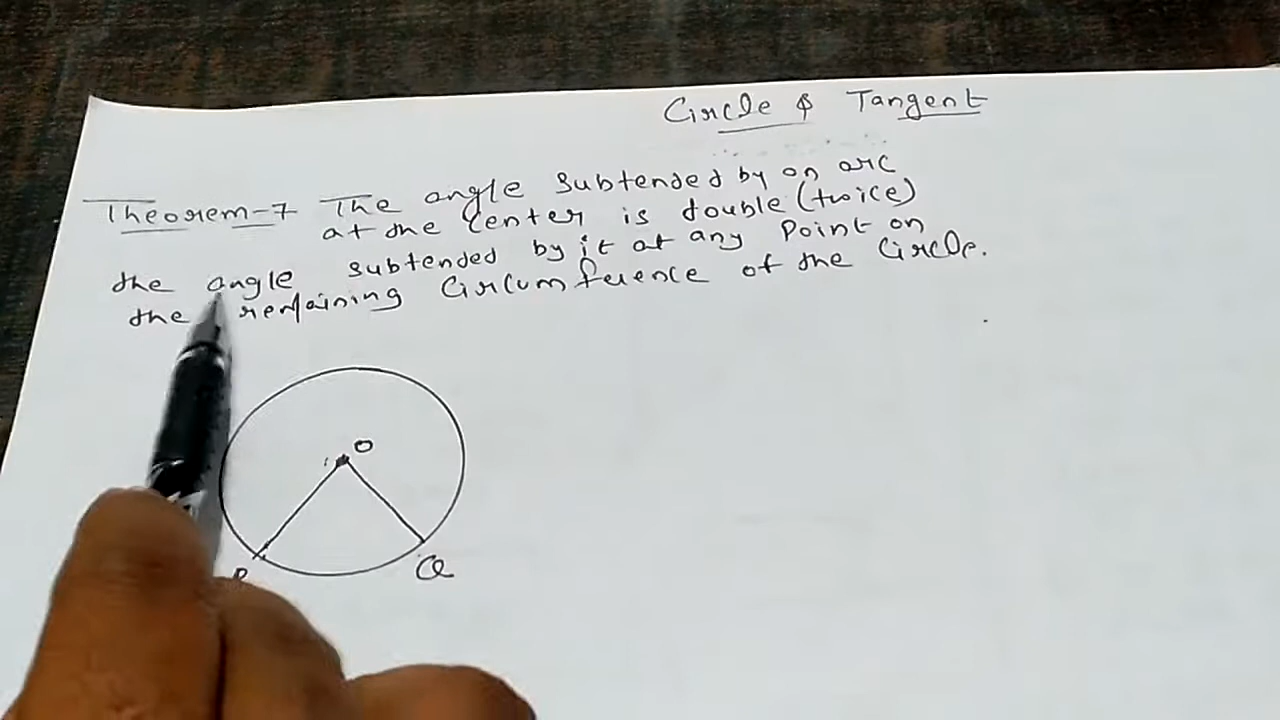 Circle & Tangent
Theorem-7 The angle subtended by an arc
at the Center is double (twice)
the angle subtended by it at any Point on
the remaining Circumference of the Circle.
O
P Q